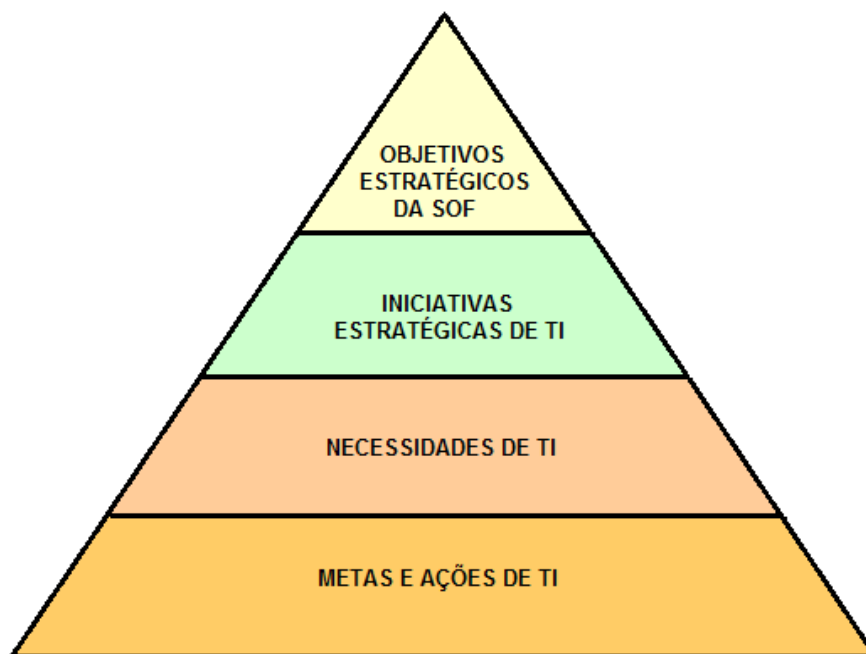 OBJETIVOS
ESTRATÉGICOS
DA SOF
INICIATIVAS
ESTRATÉGICAS DE TI
NECESSIDADES DE TI
METAS E AÇÕES DE TI